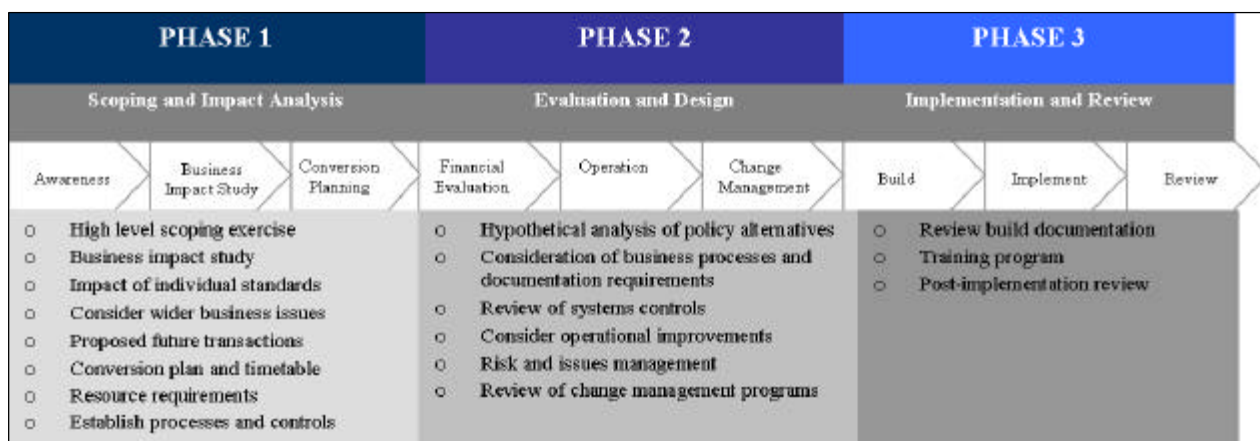 PHASE 1
PHASE 2
PHASE 3
Scoping and Impact Analysis
Evaluation and Design
Implementation and Review
Awareness
Business
Impact Study
Conversion
Planning
Financial
Evaluation
Operation
Change
Management
Build
Implement
Review
o High level scoping exercise
o Business impact study
o Impact of individual standards
o Consider wider business issues
o Proposed future transactions
o Conversion plan and timetable
o Resource requirements
o Establish processes and controls
o Hypothetical analysis of policy alternatives
o Consideration of business processes and
documentation requirements
o Review of systems controls
o Consider operational improvements
o Risk and issues management
o Review of change management programs
o Review build documentation
o Training program
o Post-implementation review